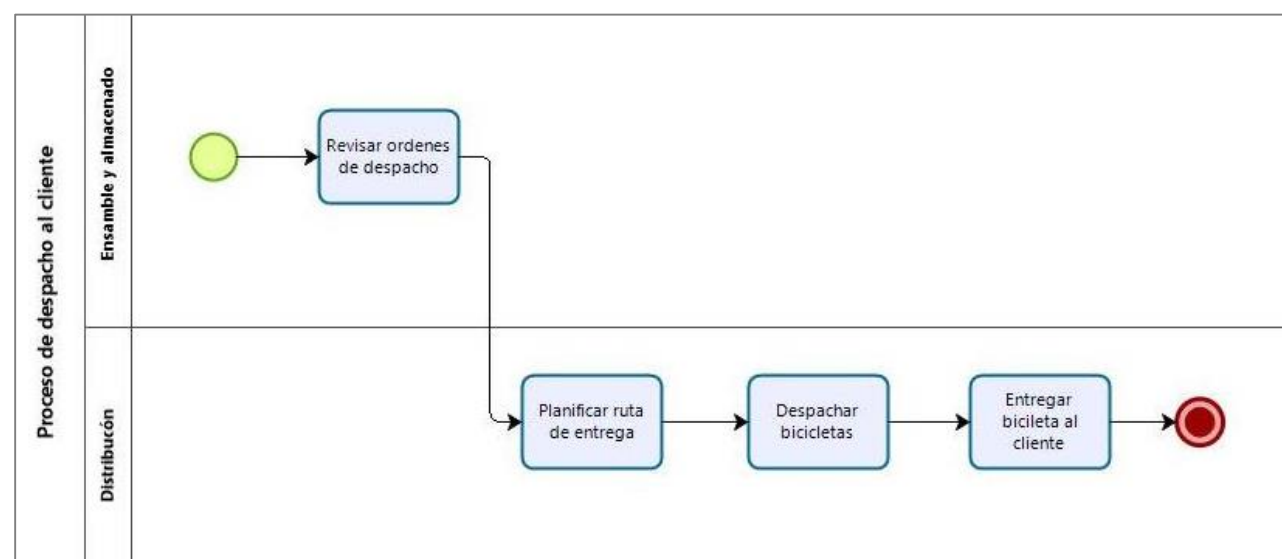 Proceso de despacho al cliente
Ensamble y almacenado
Revisar ordenes
de despacho
Distribucón
Planificar ruta
de entrega
Despachar
bicicletas
Entregar
bicileta al
cliente